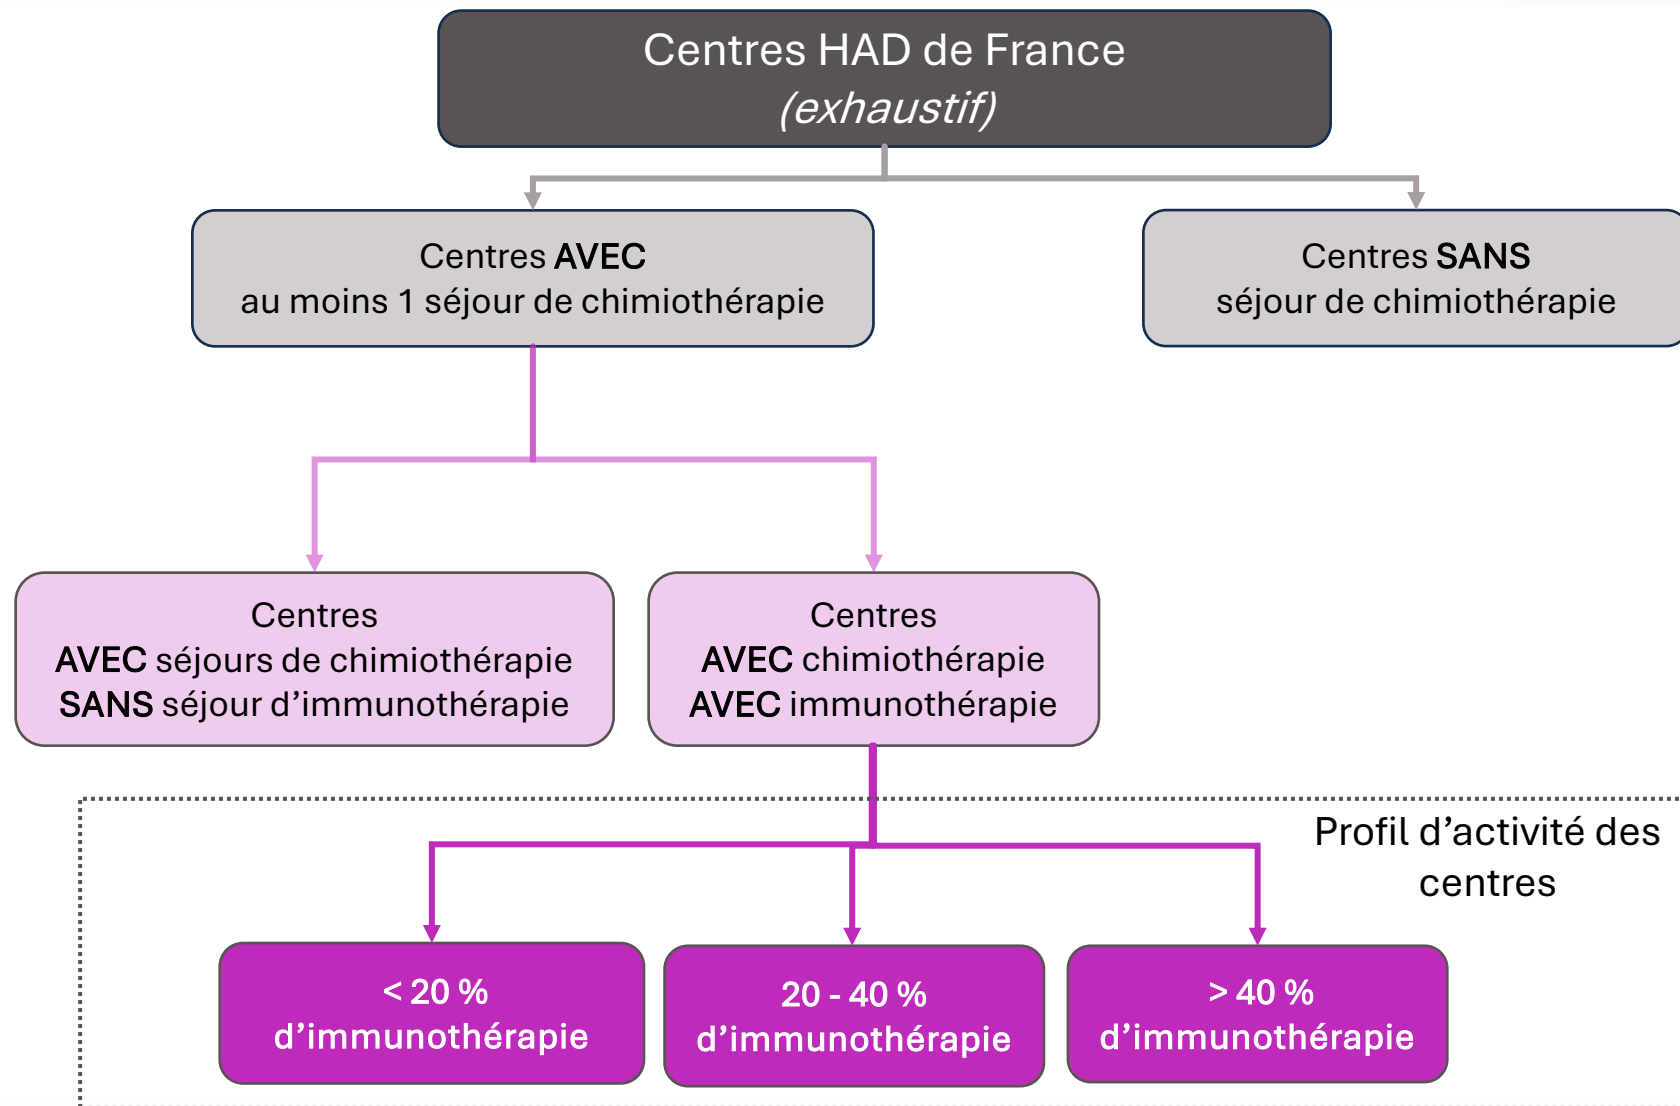 Centres HAD de France
(exhaustif)
Centres AVEC
au moins 1 séjour de chimiothérapie
Centres SANS
séjour de chimiothérapie
Centres
AVEC séjours de chimiothérapie
SANS séjour d’immunothérapie
Centres
AVEC chimiothérapie
AVEC immunothérapie
Profil d’activité des
centres
< 20 %
d’immunothérapie
20 - 40 %
d’immunothérapie
> 40 %
d’immunothérapie